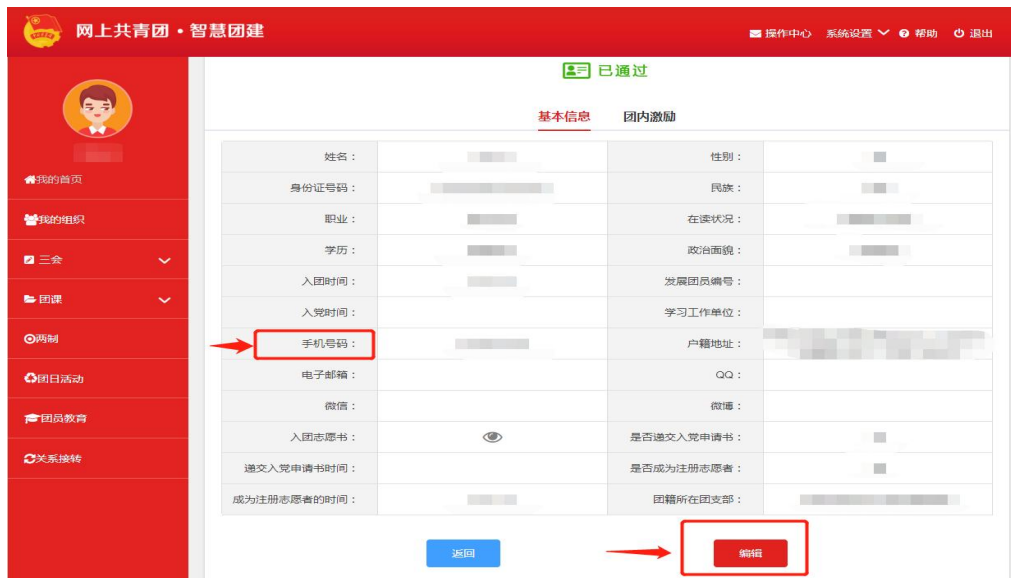 网上共青团·智慧团建
操作中心 系统设置 帮助 退出
已通过
基本信息 团内激励
姓名： 性别：
我的首页
身份证号码： 民族：
我的组织
职业： 在读状况：
学历： 政治面貌：
三会
入团时间： 发展团员编号：
团课
入党时间： 学习工作单位：
两制
手机号码： 户籍地址：
团日活动
电子邮箱： QQ：
微信： 微博：
团员教育
入团志愿书： 是否递交入党申请书：
关系接转
递交入党申请书时间： 是否成为注册志愿者：
成为注册志愿者的时间： 团籍所在团支部：
返回 编辑